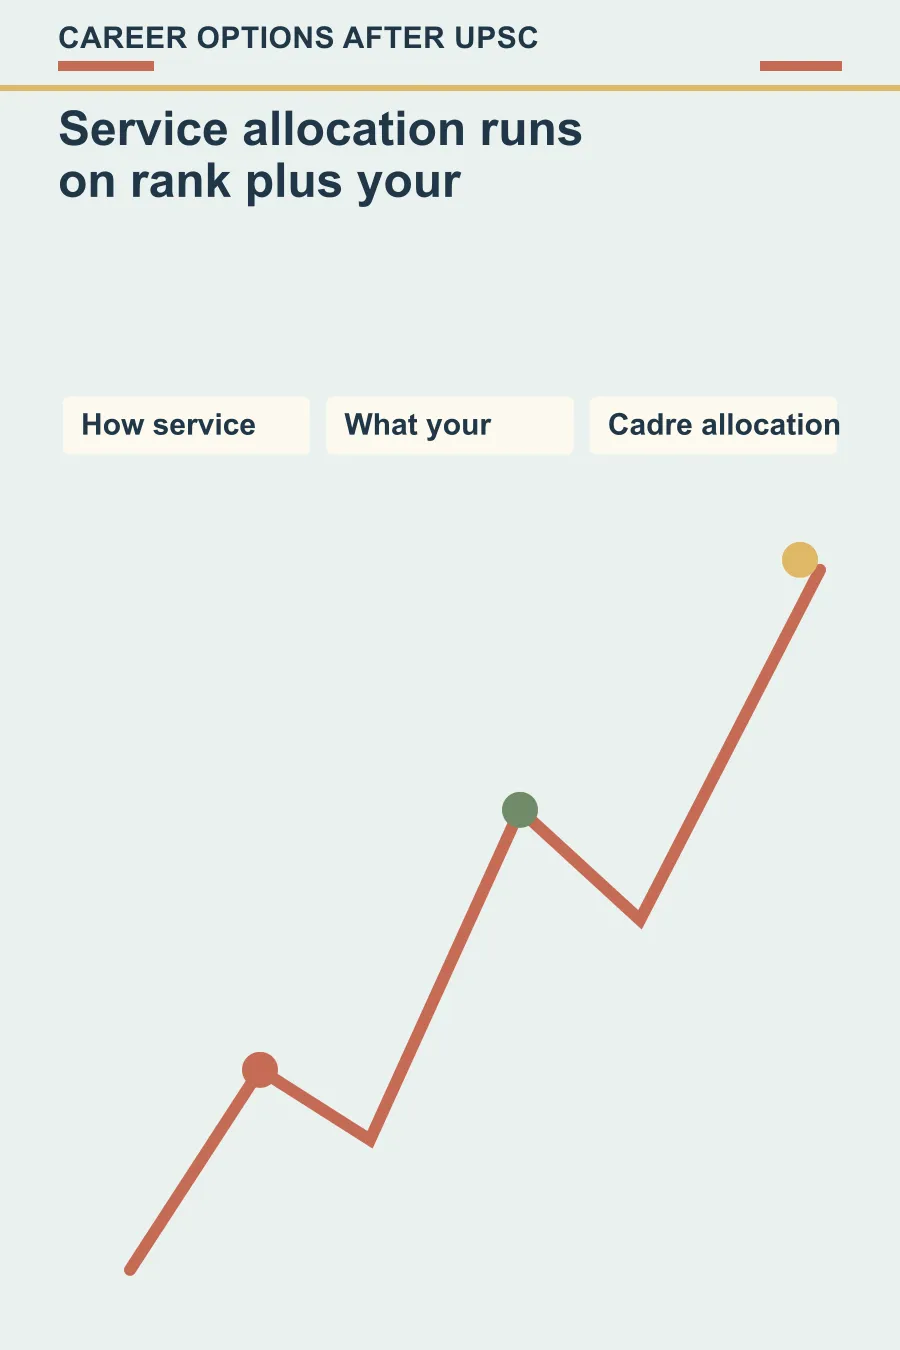 CAREER OPTIONS AFTER UPSC
Service allocation runs
on rank plus your
How service
What your
Cadre allocation